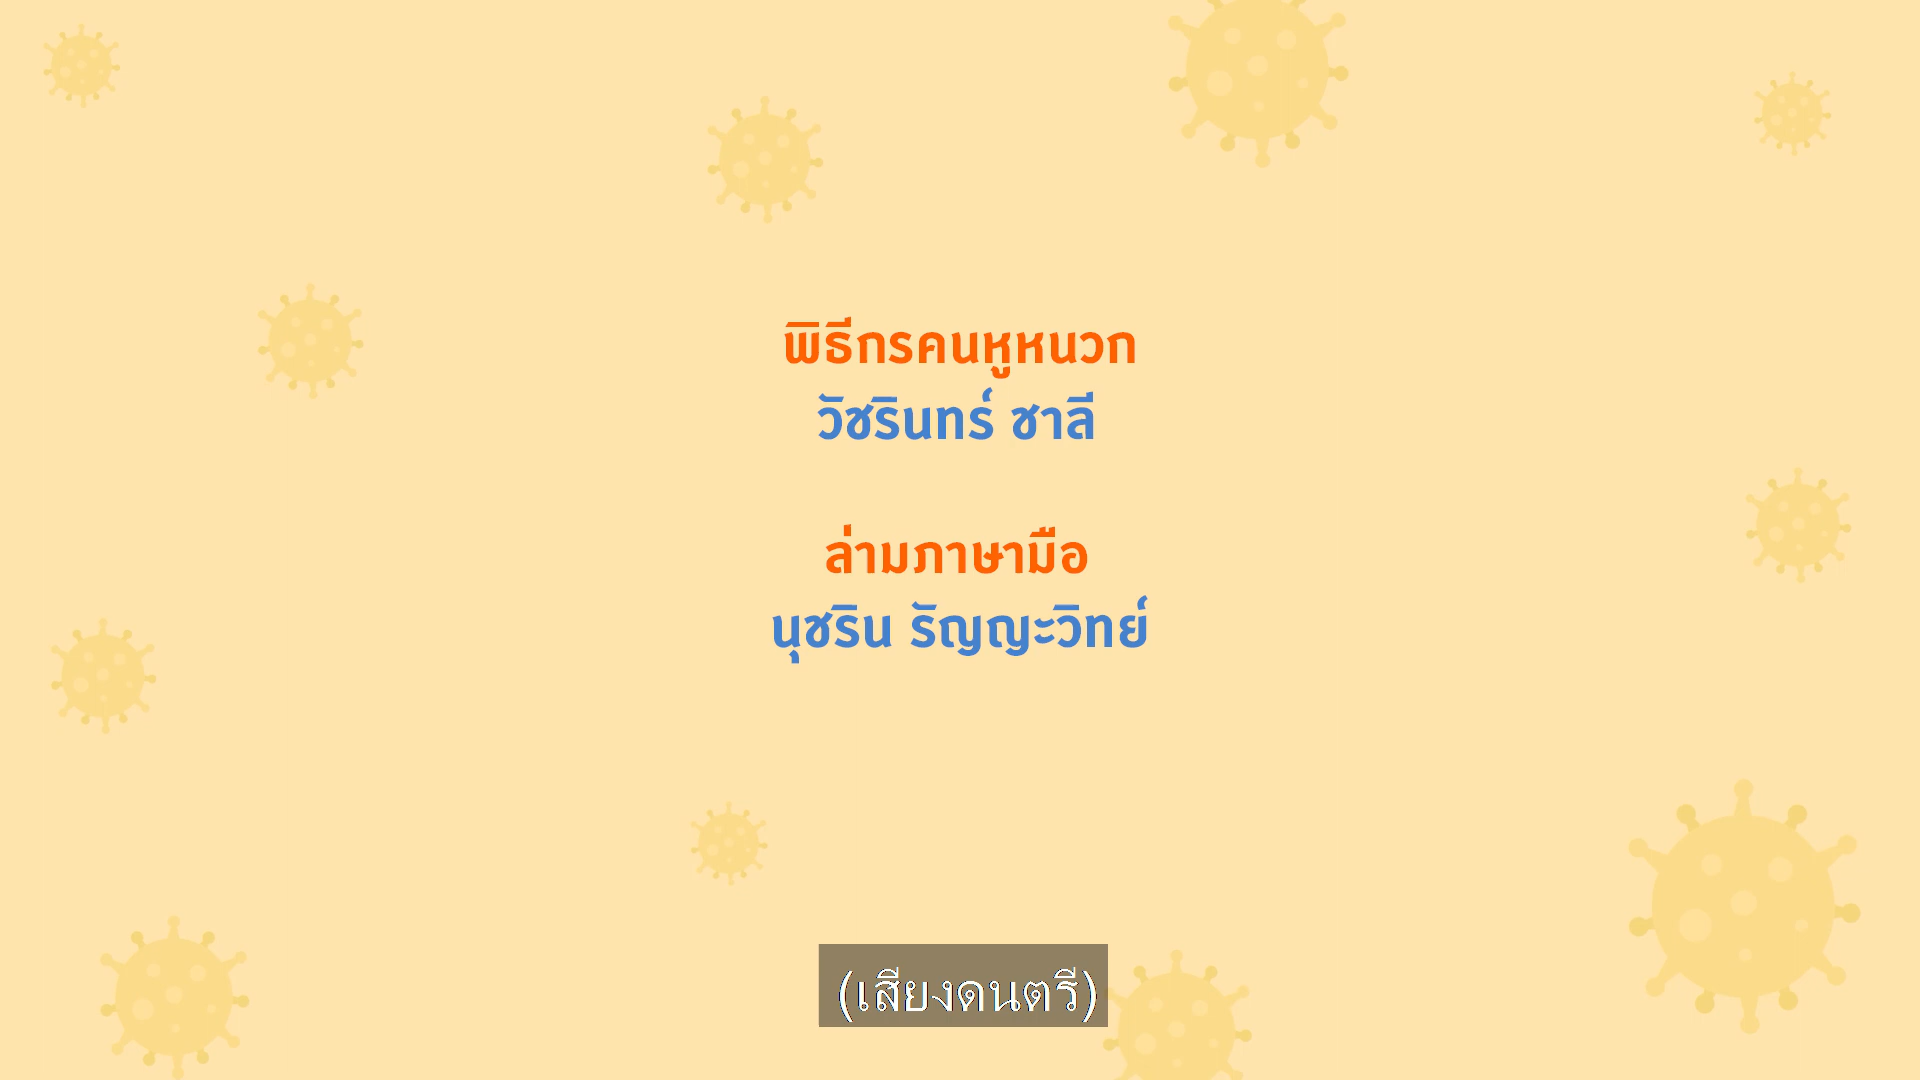 พิธีกรคนหูหนวก
วัชรินทร์ ชาลี
ล่ามภาษามือ
นุชริน รัญญะวิทย์
(เสียงดนตรี)